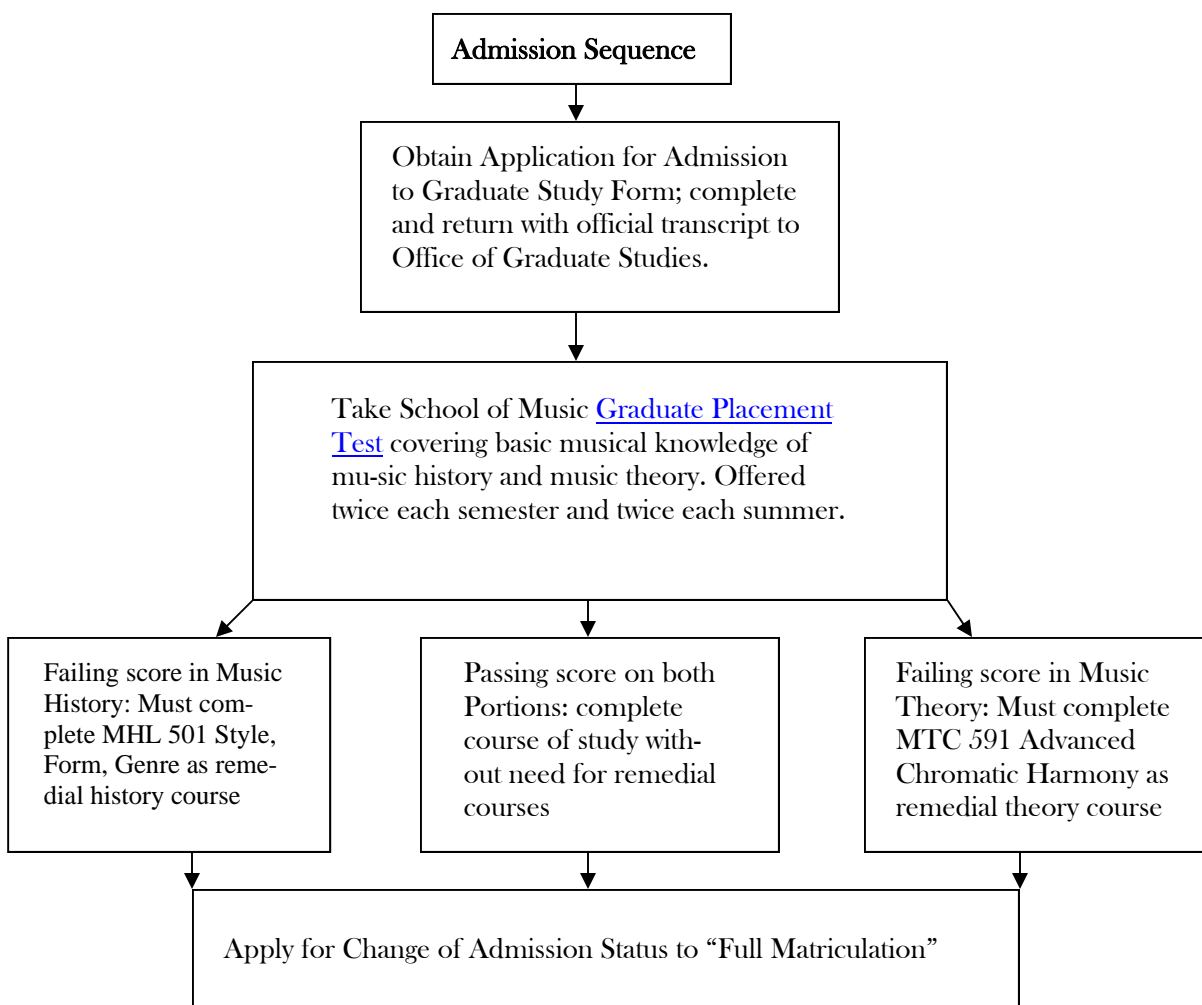 Admission Sequence
Obtain Application for Admission
to Graduate Study Form; complete
and return with official transcript to
Office of Graduate Studies.
Take School of Music Graduate Placement
Test covering basic musical knowledge of
mu-sic history and music theory. Offered
twice each semester and twice each summer.
Failing score in Music
History: Must com-
plete MHL 501 Style,
Form, Genre as reme-
dial history course
Passing score on both
Portions: complete
course of study with-
out need for remedial
courses
Failing score in Music
Theory: Must complete
MTC 591 Advanced
Chromatic Harmony as
remedial theory course
Apply for Change of Admission Status to “Full Matriculation”